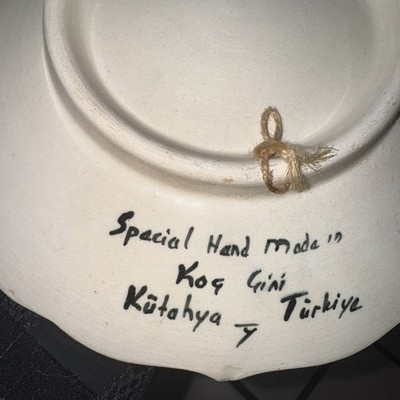 Special Hand made in
Koç Çini
Kütahya - Türkiye
y